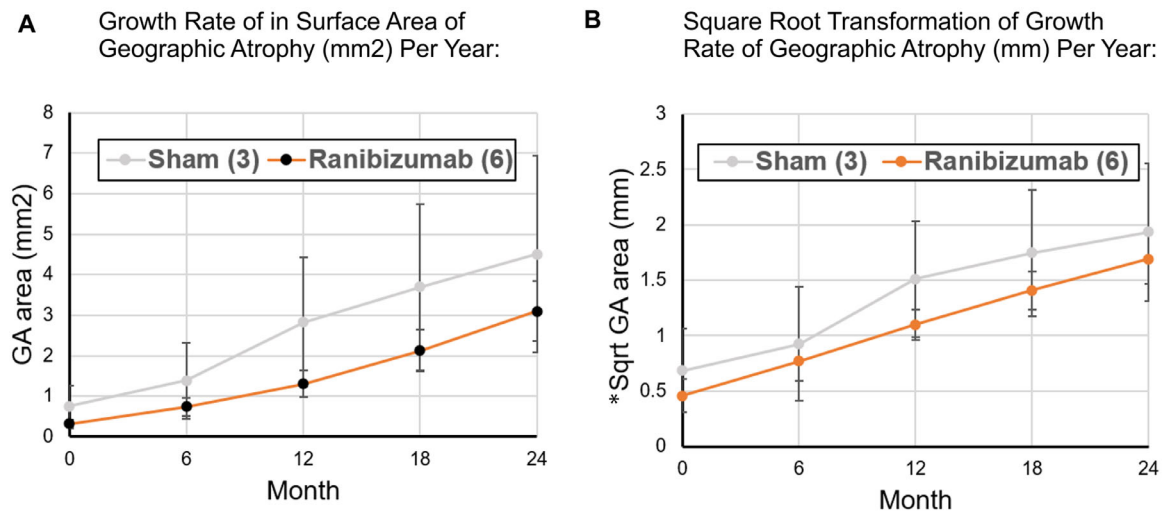 A
Growth Rate of in Surface Area of
Geographic Atrophy (mm2) Per Year:
8
7
6
5
4
3
2
1
0
GA area (mm2)
Sham (3)
Ranibizumab (6)
0
6
12
18
24
Month
B
Square Root Transformation of Growth
Rate of Geographic Atrophy (mm) Per Year:
3
2.5
2
1.5
1
0.5
0
*Sqrt GA area (mm)
Sham (3)
Ranibizumab (6)
0
6
12
18
24
Month